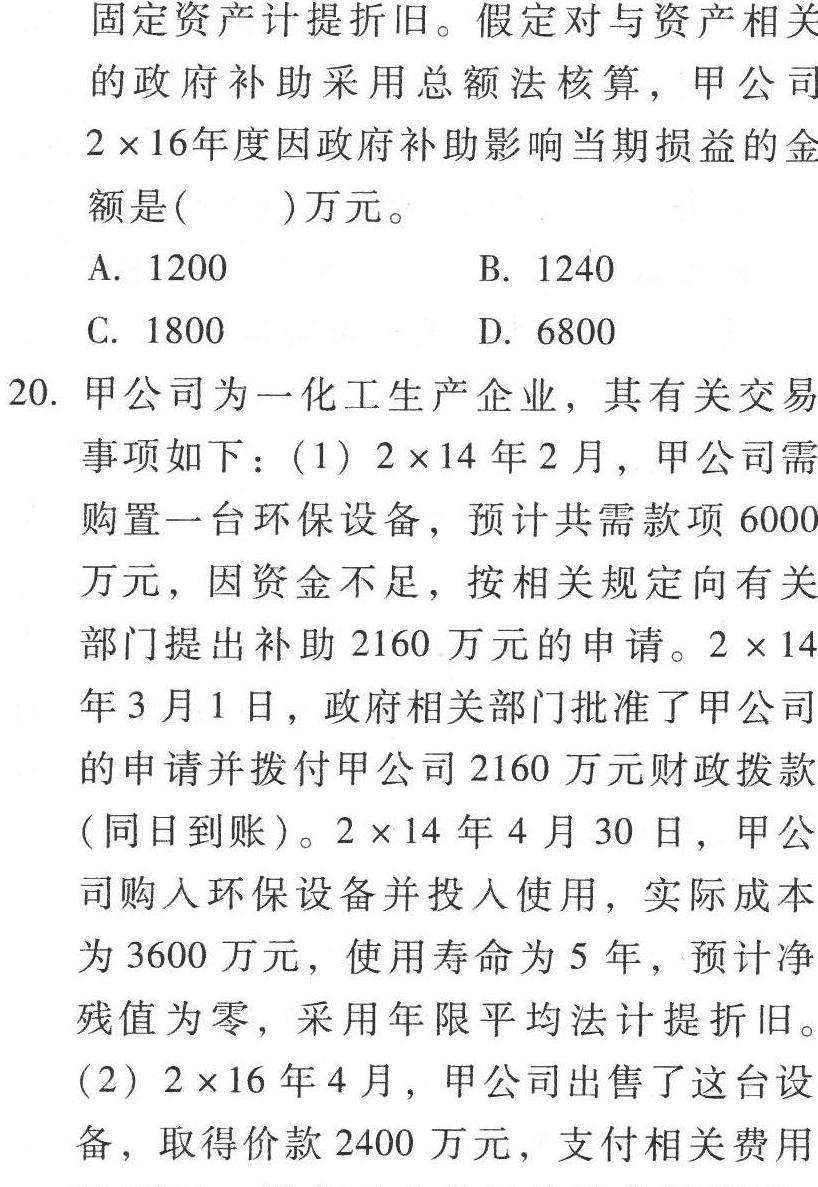 固定资产计提折旧。假定对与资产相关
的政府补助采用总额法核算，甲公司
2×16年度因政府补助影响当期损益的金
额是(　　)万元。
A. 1200　　B. 1240
C. 1800　　D. 6800
20. 甲公司为一化工生产企业，其有关交易
事项如下：(1) 2×14 年 2 月，甲公司需
购置一台环保设备，预计共需款项 6000
万元，因资金不足，按相关规定向有关
部门提出补助 2160 万元的申请。2×14
年 3 月 1 日，政府相关部门批准了甲公司
的申请并拨付甲公司 2160 万元财政拨款
(同日到账)。2×14 年 4 月 30 日，甲公
司购入环保设备并投入使用，实际成本
为 3600 万元，使用寿命为 5 年，预计净
残值为零，采用年限平均法计提折旧。
(2) 2×16 年 4 月，甲公司出售了这台设
备，取得价款 2400 万元，支付相关费用